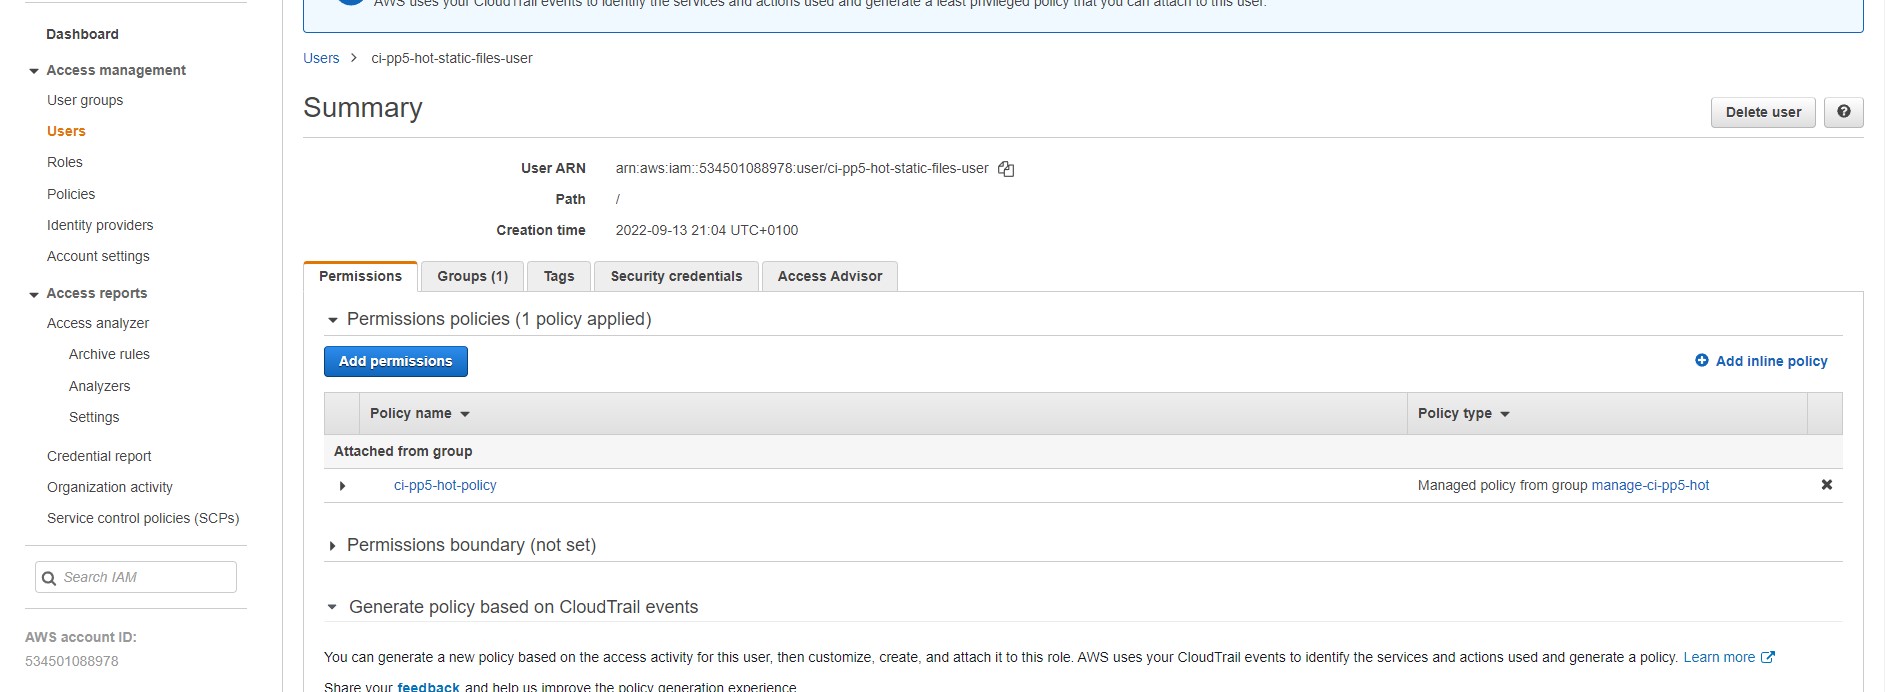 AWS uses your CloudTrail events to identify the services and actions used and generate a least privileged policy that you can attach to this user.
Dashboard
Access management
User groups
Users
Roles
Policies
Identity providers
Account settings
Access reports
Access analyzer
Archive rules
Analyzers
Settings
Credential report
Organization activity
Service control policies (SCPs)
Search IAM
AWS account ID:
534501088978
Users > ci-pp5-hot-static-files-user
Summary
Delete user
User ARN arn:aws:iam::534501088978:user/ci-pp5-hot-static-files-user
Path /
Creation time 2022-09-13 21:04 UTC+0100
Permissions Groups (1) Tags Security credentials Access Advisor
Permissions policies (1 policy applied)
Add permissions Add inline policy
Policy name Policy type
Attached from group
ci-pp5-hot-policy Managed policy from group manage-ci-pp5-hot
Permissions boundary (not set)
Generate policy based on CloudTrail events
You can generate a new policy based on the access activity for this user, then customize, create, and attach it to this role. AWS uses your CloudTrail events to identify the services and actions used and generate a policy. Learn more
Share your feedback and help us improve the policy generation experience